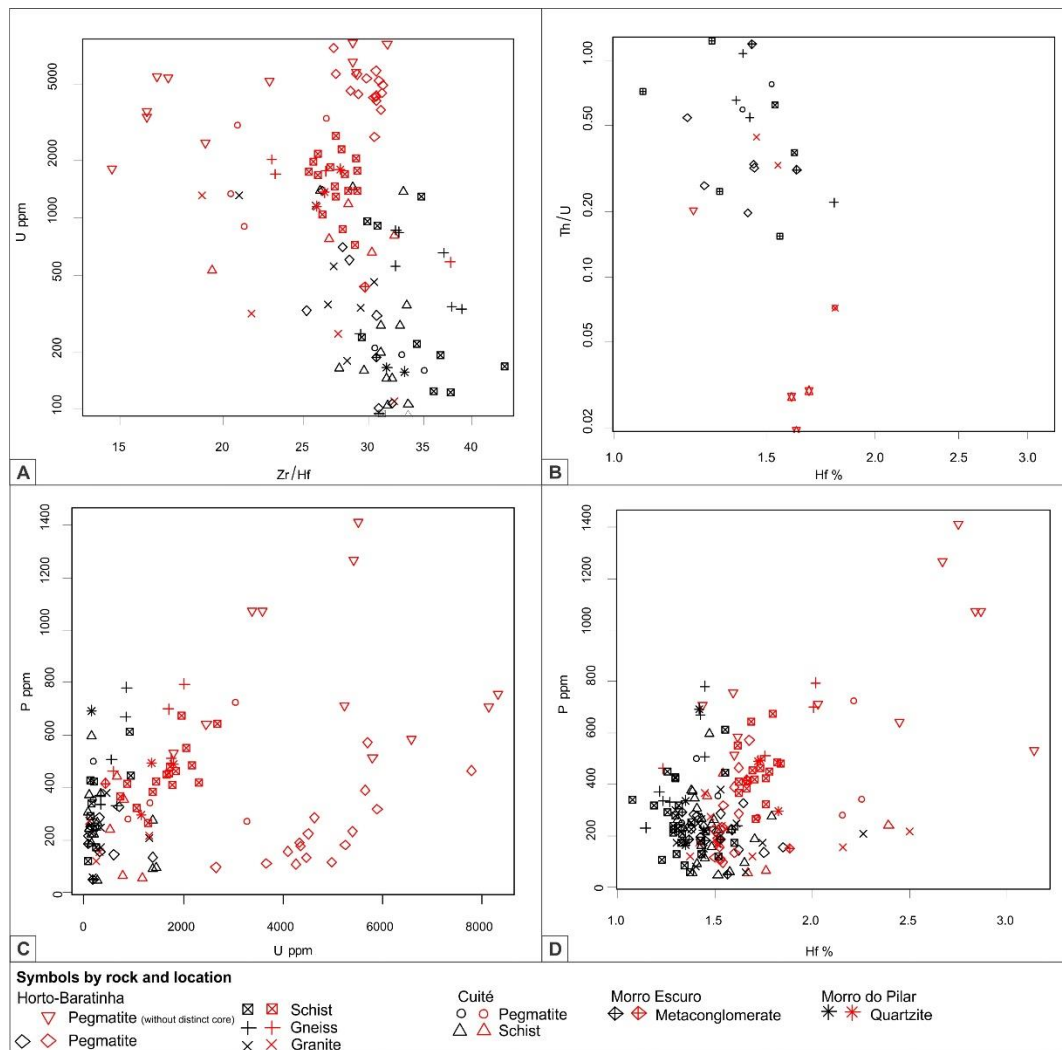 5000
2000
1000
500
200
100
U ppm
15
20
25
30
35
40
Zr/Hf
A
1.00
0.50
0.20
0.10
0.05
0.02
Th/U
1.0
1.5
2.0
2.5
3.0
Hf %
B
1400
1200
1000
800
600
400
200
0
P ppm
0
2000
4000
6000
8000
U ppm
C
1400
1200
1000
800
600
400
200
0
P ppm
1.0
1.5
2.0
2.5
3.0
Hf %
D
Symbols by rock and location
Horto-Baratinha
Pegmatite (without distinct core)
Pegmatite
Schist
Gneiss
Granite
Cuité
Pegmatite
Schist
Morro Escuro
Metaconglomerate
Morro do Pilar
Quartzite